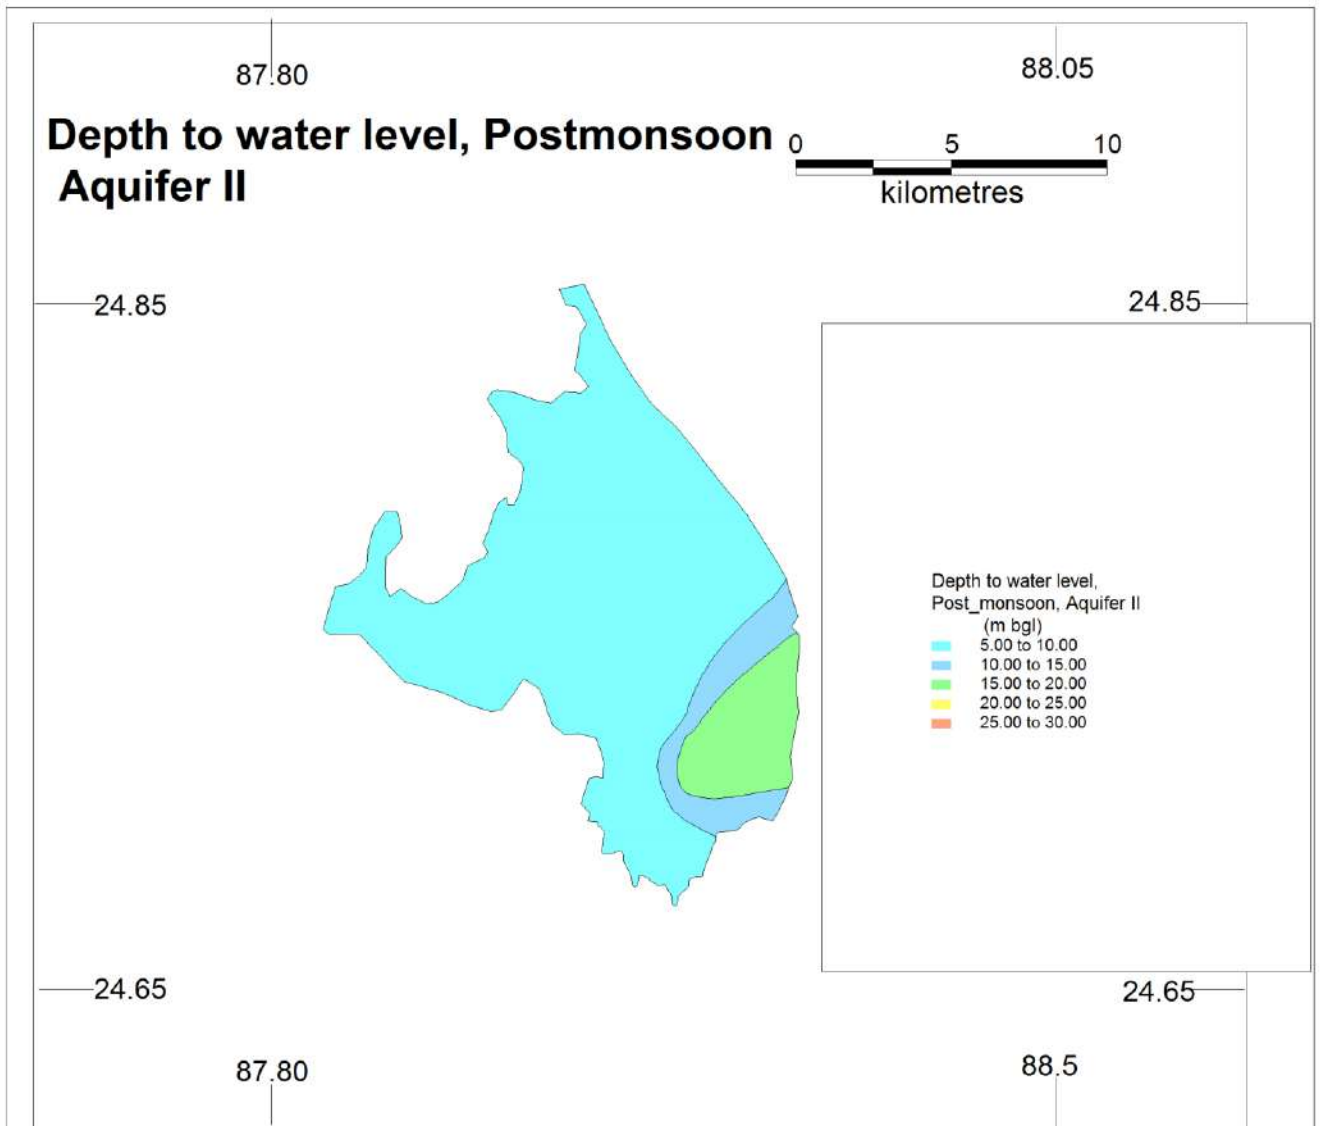 87.80
88.05
Depth to water level, Postmonsoon
Aquifer II
0 5 10
kilometres
24.85
24.85
Depth to water level,
Post_monsoon, Aquifer II
(m bgl)
5.00 to 10.00
10.00 to 15.00
15.00 to 20.00
20.00 to 25.00
25.00 to 30.00
24.65
24.65
87.80
88.5